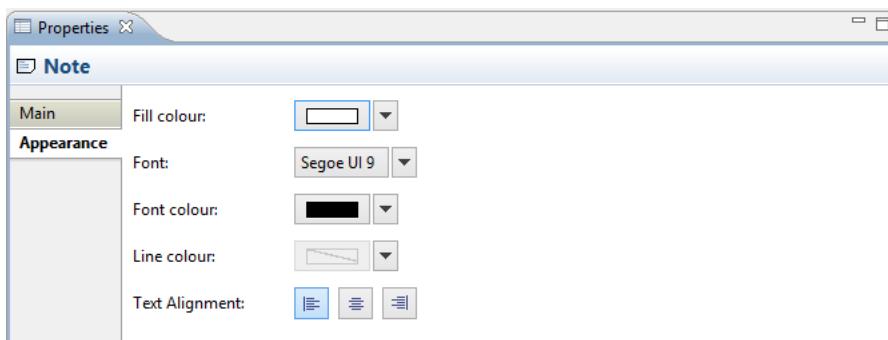 Properties
Note
Main
Fill colour:
Appearance
Font:
Segoe UI 9
Font colour:
Line colour:
Text Alignment: